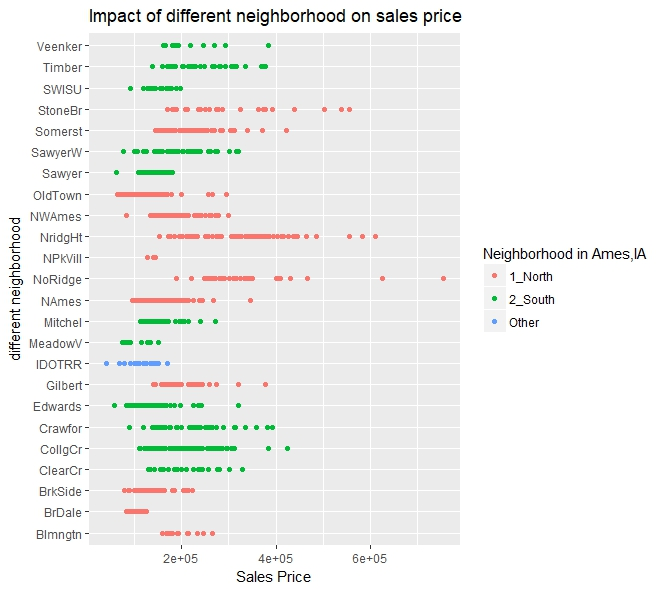 Impact of different neighborhood on sales price
different neighborhood
Veenker
Timber
SWISU
StoneBr
Somerst
SawyerW
Sawyer
OldTown
NWAmes
NridgHt
NPkVill
NoRidge
NAmes
Mitchel
MeadowV
IDOTRR
Gilbert
Edwards
Crawfor
CollgCr
ClearCr
BrkSide
BrDale
Blmngtn
2e+05 4e+05 6e+05
Sales Price
Neighborhood in Ames,IA
1_North
2_South
Other